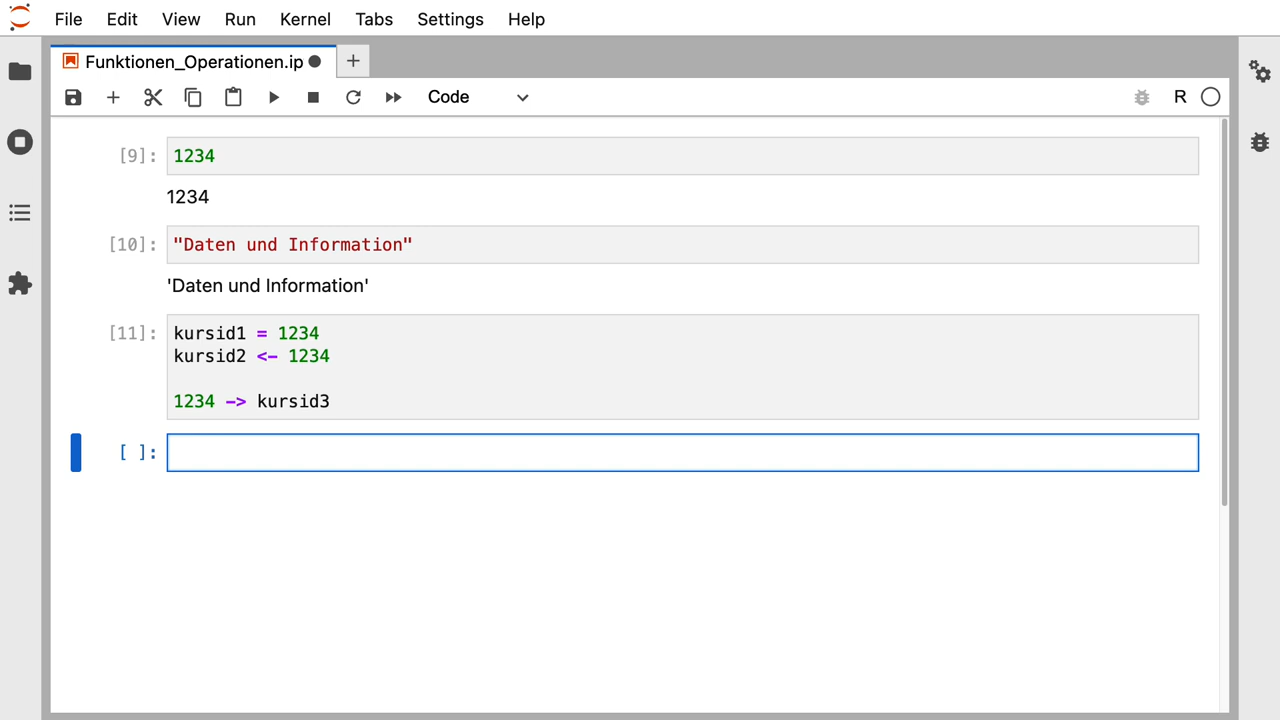 File Edit View Run Kernel Tabs Settings Help
Funktionen_Operationen.ip
Code R
[9]: 1234
1234
[10]: "Daten und Information"
'Daten und Information'
[11]: kursid1 = 1234
kursid2 <- 1234
1234 -> kursid3
[ ]: